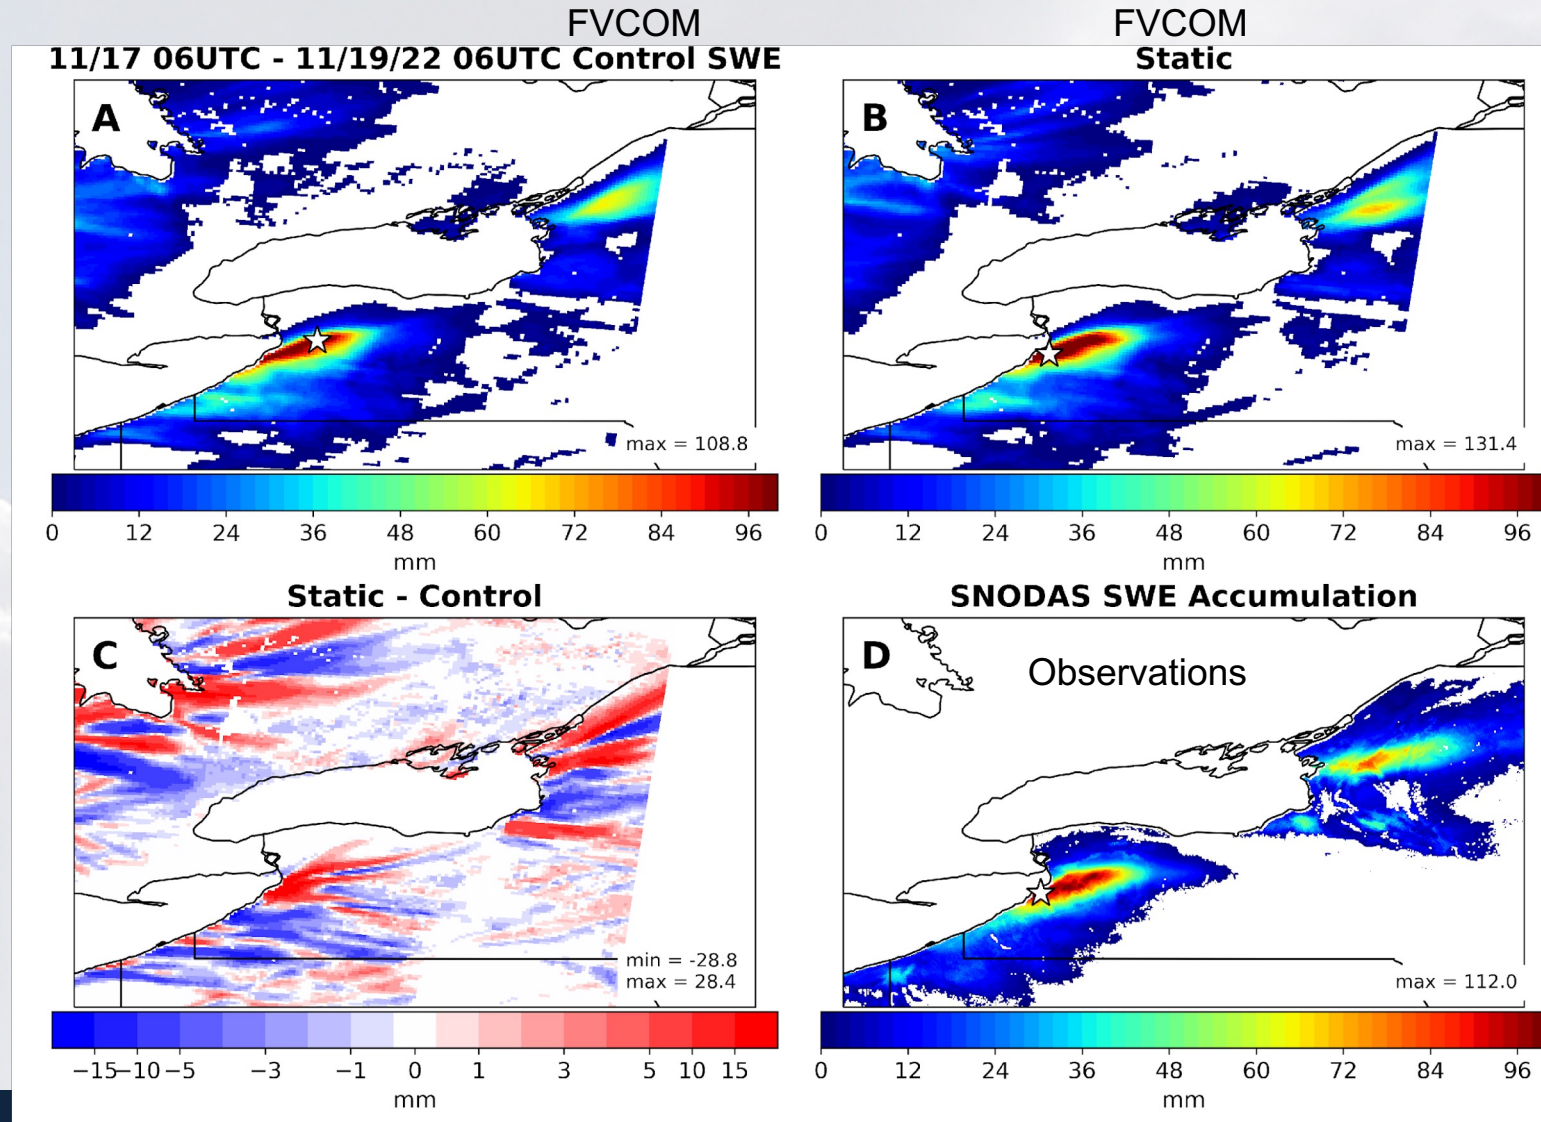 FVCOM FVCOM
11/17 06UTC - 11/19/22 06UTC Control SWE
Static
A
B
max = 108.8
max = 131.4
0 12 24 36 48 60 72 84 96
mm
0 12 24 36 48 60 72 84 96
mm
Static - Control
SNODAS SWE Accumulation
C
D
Observations
min = -28.8
max = 28.4
max = 112.0
−15 −10 −5 −3 −1 0 1 3 5 10 15
mm
0 12 24 36 48 60 72 84 96
mm